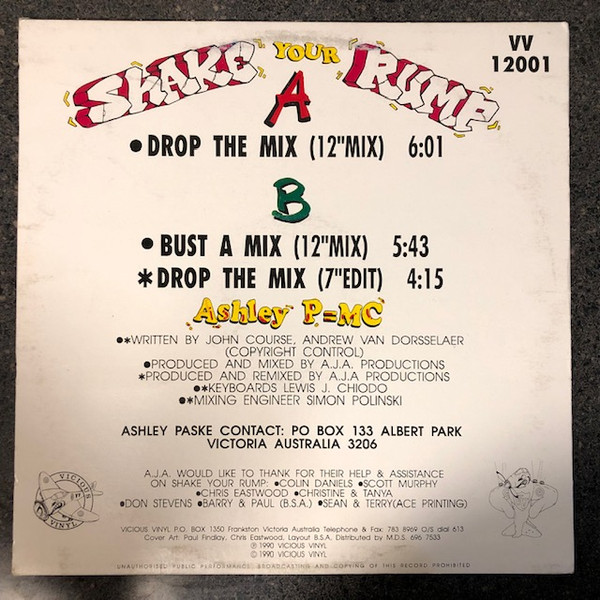 SHAKE YOUR RUMP
VV
12001
A
●DROP THE MIX (12"MIX) 6:01
B
●BUST A MIX (12"MIX) 5:43
*DROP THE MIX (7"EDIT) 4:15
Ashley P=MC
●*WRITTEN BY JOHN COURSE, ANDREW VAN DORSSELAER
(COPYRIGHT CONTROL)
●PRODUCED AND MIXED BY A.J.A. PRODUCTIONS
*PRODUCED AND REMIXED BY A.J.A PRODUCTIONS
●*KEYBOARDS LEWIS J. CHIODO
●*MIXING ENGINEER SIMON POLINSKI
ASHLEY PASKE CONTACT: PO BOX 133 ALBERT PARK
VICTORIA AUSTRALIA 3206
A.J.A. WOULD LIKE TO THANK FOR THEIR HELP & ASSISTANCE
ON SHAKE YOUR RUMP: ●COLIN DANIELS ●SCOTT MURPHY
●CHRIS EASTWOOD ●CHRISTINE & TANYA
●DON STEVENS ●BARRY & PAUL (B.S.A.) ●SEAN & TERRY(ACE PRINTING)
VICIOUS
VINYL
VICIOUS VINYL P.O. BOX 1350 Frankston Victoria Australia Telephone & Fax: 783 8969 O/S dial 613
Cover Art: Paul Findlay, Chris Eastwood, Layout B.S.A. Distributed by M.D.S. 696 7533
℗ 1990 VICIOUS VINYL
© 1990 VICIOUS VINYL
UNAUTHORISED PUBLIC PERFORMANCE, BROADCASTING AND COPYING OF THIS RECORD PROHIBITED